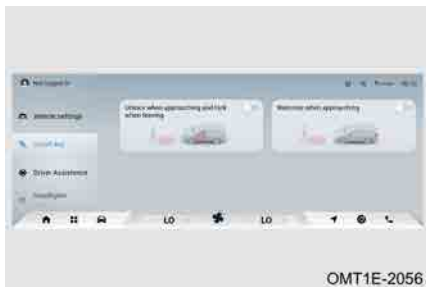 Not logged in
Vehicle settings
Smart key
Driver Assistance
Headlights
Unlock when approaching and lock
when leaving
Welcome when approaching
LO
LO
OMT1E-2056